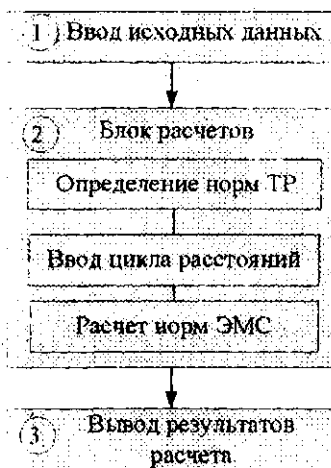 1 Ввод исходных данных
2 Блок расчетов
Определение норм ТР
Ввод цикла расстояний
Расчет норм ЭМС
3 Вывод результатов
расчета